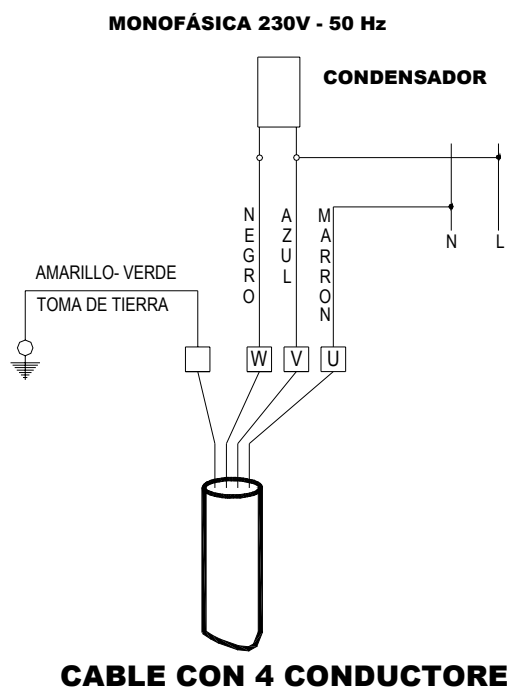 MONOFÁSICA 230V - 50 Hz
CONDENSADOR
NEGRO
AZUL
MARRON
N
L
AMARILLO- VERDE
TOMA DE TIERRA
W
V
U
CABLE CON 4 CONDUCTORE